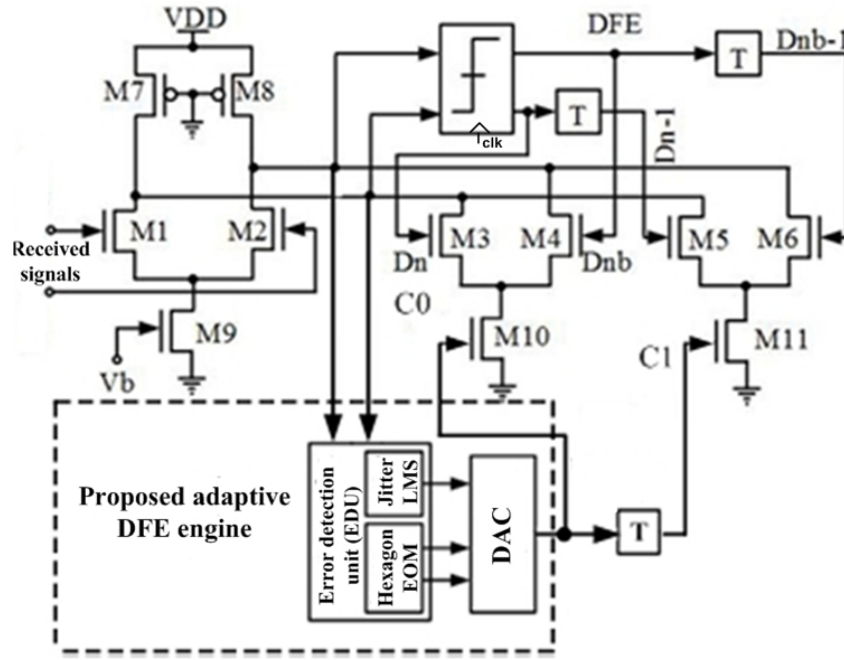 VDD
DFE
Dnb-1
M7
M8
T
T
clk
Dn-1
M1
M2
M3
M4
M5
M6
Received
signals
Dn
Dnb
C0
M9
M10
M11
C1
Vb
Proposed adaptive
DFE engine
Error detection
unit (EDU)
Jitter
LMS
Hexagon
EOM
DAC
T